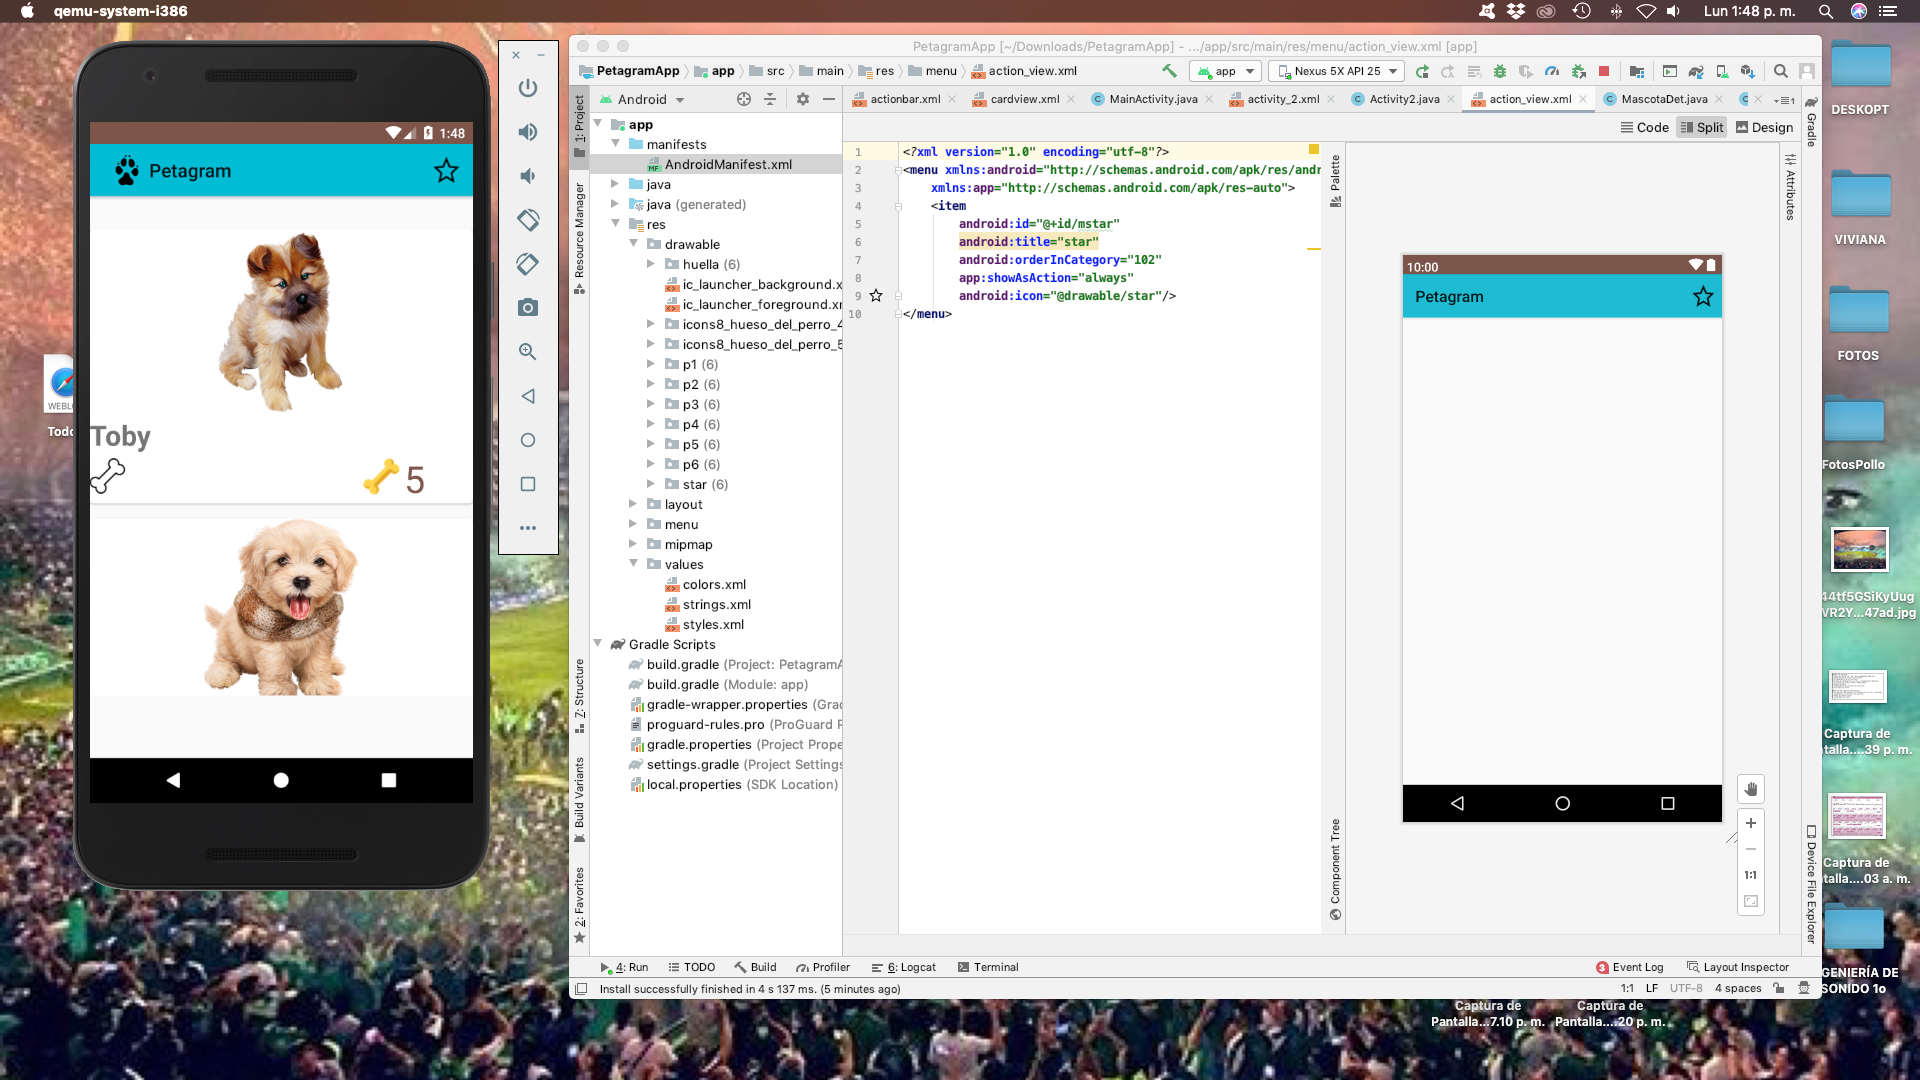 qemu-system-i386
Lun 1:48 p. m.
PetagramApp [~/Downloads/PetagramApp] - .../app/src/main/res/menu/action_view.xml [app]
PetagramApp app src main res menu action_view.xml
app
Nexus 5X API 25
Android
actionbar.xml
cardview.xml
MainActivity.java
activity_2.xml
Activity2.java
action_view.xml
MascotaDet.java
C
1
Code
Split
Design
1: Project
Resource Manager
7: Structure
Build Variants
2: Favorites
app
manifests
AndroidManifest.xml
java
java (generated)
res
drawable
huella (6)
ic_launcher_background.x
ic_launcher_foreground.xr
icons8_hueso_del_perro_4
icons8_hueso_del_perro_5
p1 (6)
p2 (6)
p3 (6)
p4 (6)
p5 (6)
p6 (6)
star (6)
layout
menu
mipmap
values
colors.xml
strings.xml
styles.xml
Gradle Scripts
build.gradle (Project: PetagramA
build.gradle (Module: app)
gradle-wrapper.properties (Grad
proguard-rules.pro (ProGuard F
gradle.properties (Project Prope
settings.gradle (Project Settings
local.properties (SDK Location)
1 <?xml version="1.0" encoding="utf-8"?>
2 <menu xmlns:android="http://schemas.android.com/apk/res/andr
3 xmlns:app="http://schemas.android.com/apk/res-auto">
4 <item
5 android:id="@+id/mstar"
6 android:title="star"
7 android:orderInCategory="102"
8 app:showAsAction="always"
9 android:icon="@drawable/star"/>
10 </menu>
Palette
Component Tree
Attributes
Gradle
Device File Explorer
10:00
Petagram
1:1
4: Run
TODO
Build
Profiler
6: Logcat
Terminal
3 Event Log
Layout Inspector
Install successfully finished in 4 s 137 ms. (5 minutes ago)
1:1 LF UTF-8 4 spaces
1:48
Petagram
Toby
5
WEBL
Todo
DESKOPT
VIVIANA
FOTOS
FotosPollo
44tf5GSiKyUug
VR2Y...47ad.jpg
Captura de
ntalla....39 p. m.
Captura de
ntalla....03 a. m.
GENIERÍA DE
SONIDO 1o
Captura de
Pantalla...7.10 p. m.
Captura de
Pantalla....20 p. m.